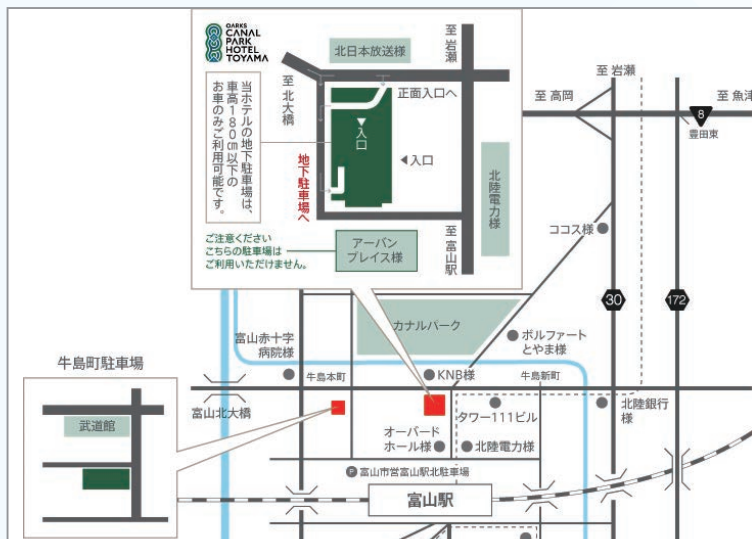 OARKS
CANAL
PARK
HOTEL
TOYAMA
当ホテルの地下駐車場は、
車高180cm以下の
お車のみご利用可能です。
北日本放送様
至 岩瀬
至 北大橋
正面入口へ
▼入口
◀入口
地下駐車場へ
北陸電力様
至 富山駅
ご注意ください
こちらの駐車場は
ご利用いただけません。
アーバン
プレイス様
至 岩瀬
至 高岡
至 魚津
8
豊田東
ココス様
30
172
カナルパーク
富山赤十字
病院様
ボルファート
とやま様
牛島本町
KNB様
牛島新町
富山北大橋
タワー111ビル
北陸銀行
様
オーバード
ホール様
北陸電力様
P 富山市営富山駅北駐車場
富山駅
牛島町駐車場
武道館